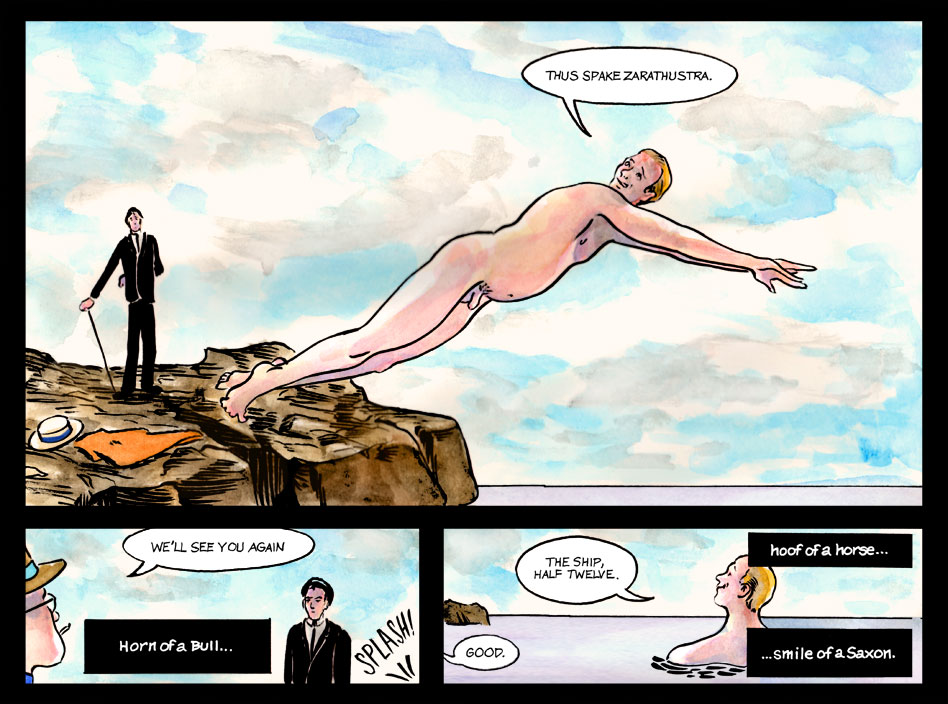 THUS SPAKE ZARATHUSTRA.
WE'LL SEE YOU AGAIN
Horn of a Bull...
SPLASH!
THE SHIP,
HALF TWELVE.
GOOD.
hoof of a horse...
...smile of a Saxon.